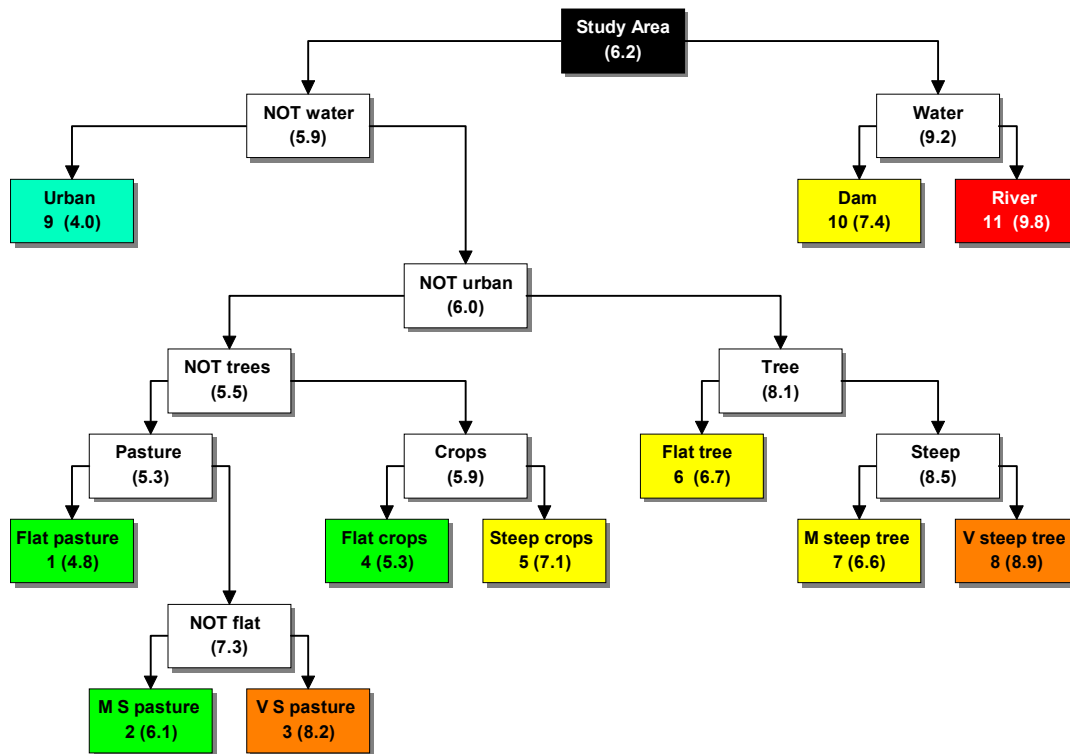 Study Area
(6.2)
NOT water
(5.9)
Water
(9.2)
Urban
9 (4.0)
Dam
10 (7.4)
River
11 (9.8)
NOT urban
(6.0)
NOT trees
(5.5)
Tree
(8.1)
Pasture
(5.3)
Crops
(5.9)
Flat tree
6 (6.7)
Steep
(8.5)
Flat pasture
1 (4.8)
Flat crops
4 (5.3)
Steep crops
5 (7.1)
M steep tree
7 (6.6)
V steep tree
8 (8.9)
NOT flat
(7.3)
M S pasture
2 (6.1)
V S pasture
3 (8.2)